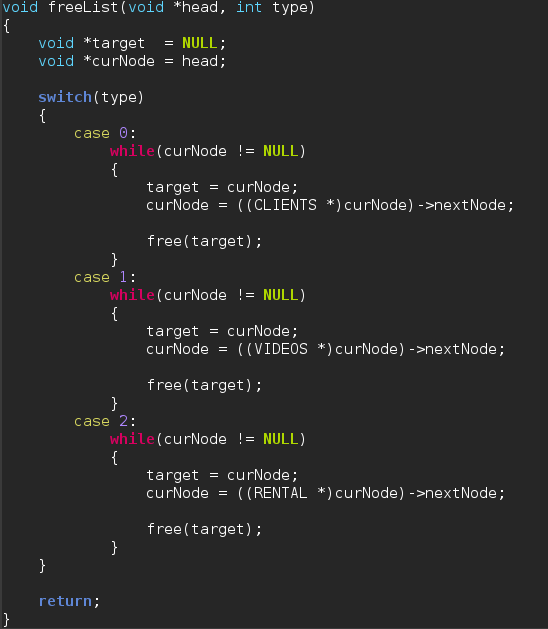 void freeList(void *head, int type)
{
    void *target  = NULL;
    void *curNode = head;

    switch(type)
    {
        case 0:
            while(curNode != NULL)
            {
                target = curNode;
                curNode = ((CLIENTS *)curNode)->nextNode;

                free(target);
            }
        case 1:
            while(curNode != NULL)
            {
                target = curNode;
                curNode = ((VIDEOS *)curNode)->nextNode;

                free(target);
            }
        case 2:
            while(curNode != NULL)
            {
                target = curNode;
                curNode = ((RENTAL *)curNode)->nextNode;

                free(target);
            }
    }

    return;
}